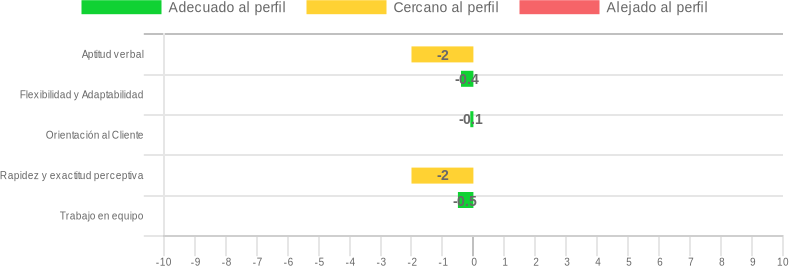 Adecuado al perfil Cercano al perfil Alejado al perfil
Aptitud verbal -2
-0.4
Flexibilidad y Adaptabilidad
-0.1
Orientación al Cliente
Rapidez y exactitud perceptiva -2
-0.5
Trabajo en equipo
-10 -9 -8 -7 -6 -5 -4 -3 -2 -1 0 1 2 3 4 5 6 7 8 9 10